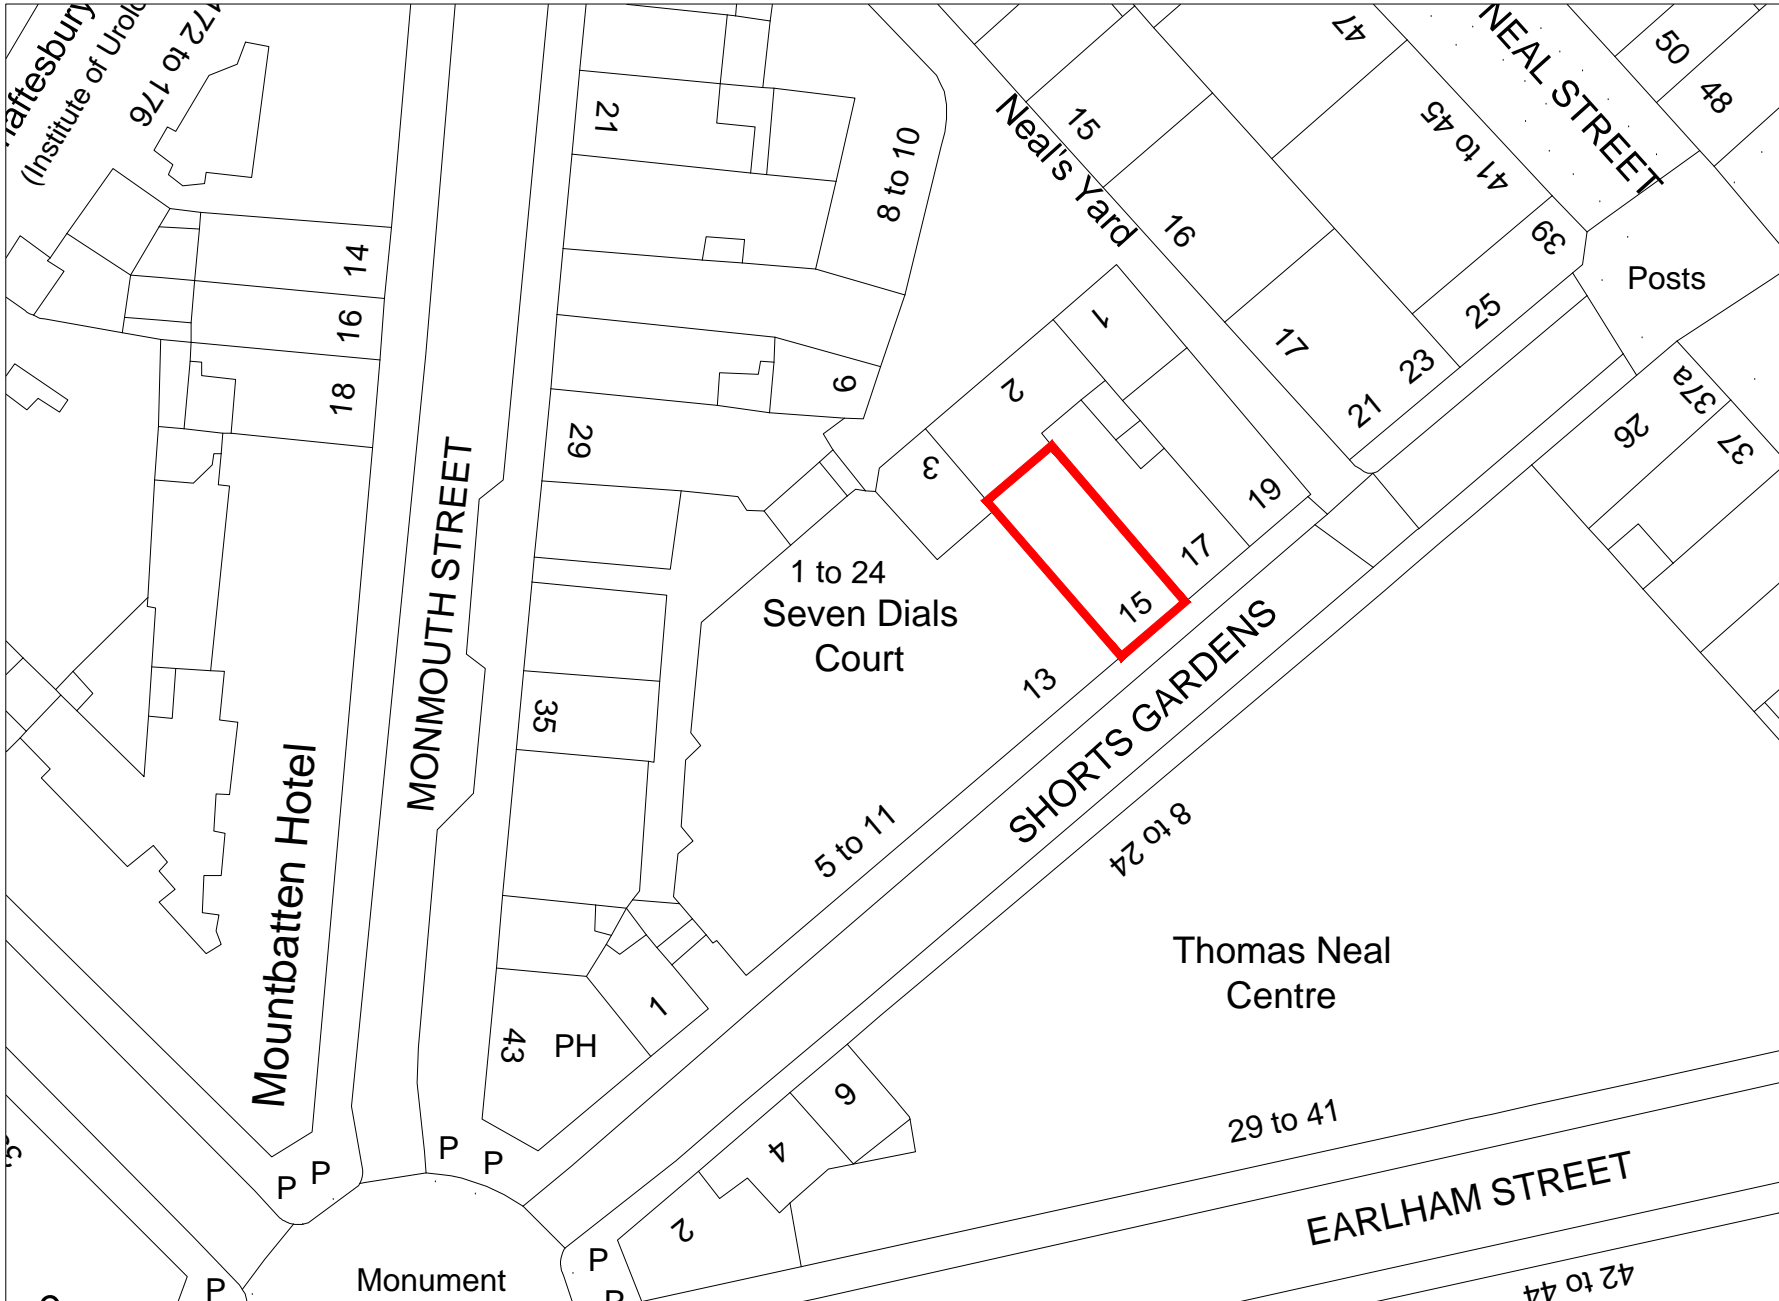 172 to 176
(Institute of
47
NEAL STREET
50
48
21
8 to 10
Neal's Yard
15
41 to 45
16
39
14
Posts
25
16
17
1
23
18
9
2
21
37a
26
37
29
3
19
17
MONMOUTH STREET
1 to 24
Seven Dials
Court
15
13
35
SHORTS GARDENS
5 to 11
8 to 24
Mountbatten Hotel
Thomas Neal
Centre
1
43
PH
6
4
29 to 41
P
P
P
P
EARLHAM STREET
2
P
P
P
Monument
42 to 44